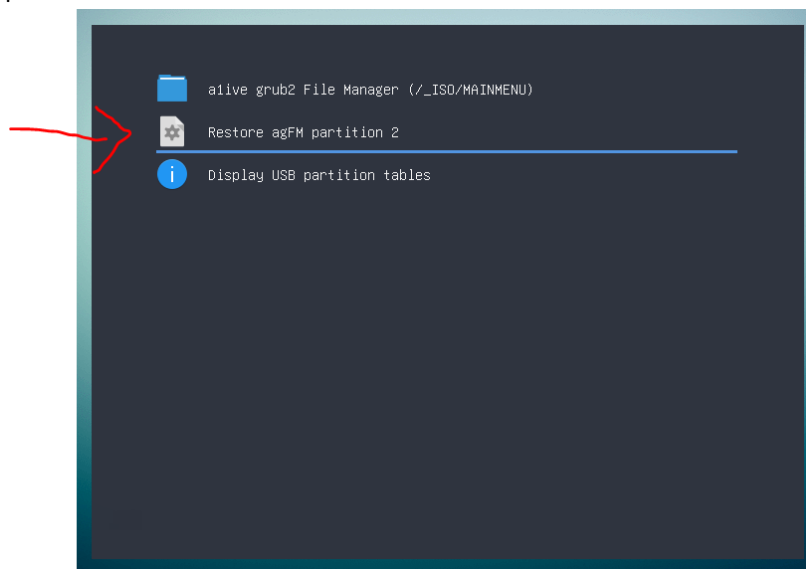 a1ive grub2 File Manager (/_ISO/MAINMENU)
Restore agFM partition 2
i
Display USB partition tables